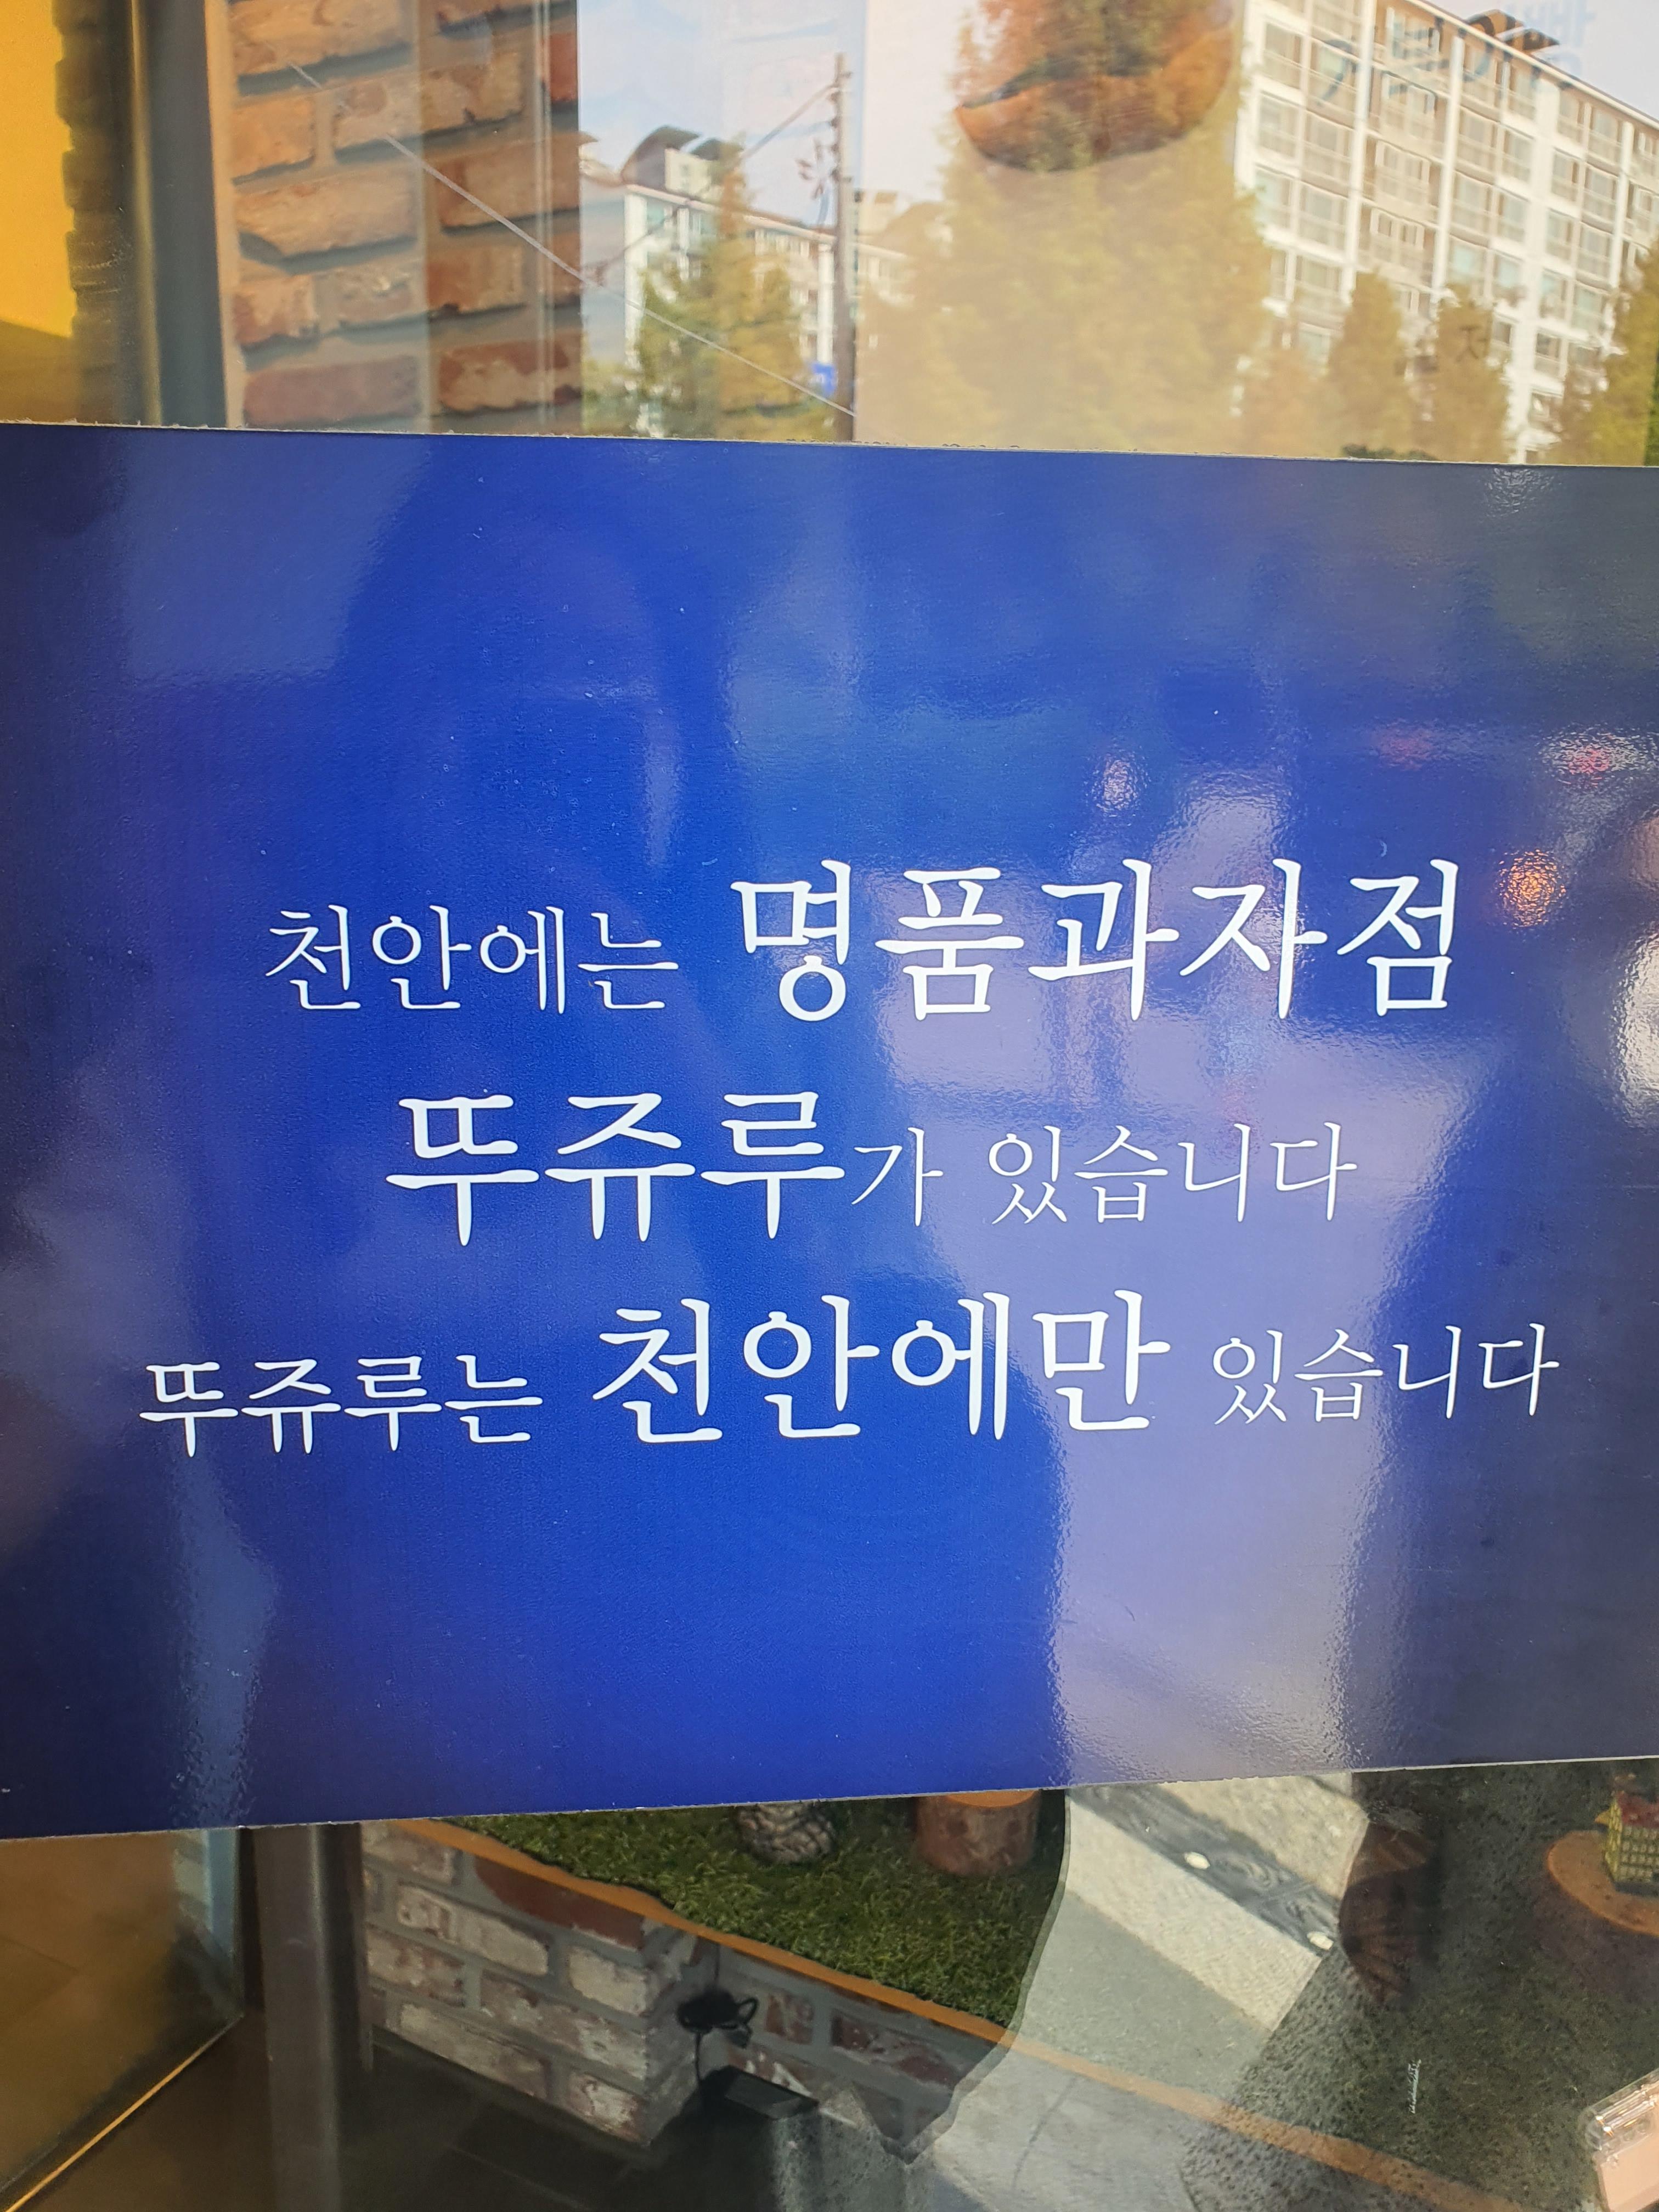 천안에는 명품과자점
뚜쥬루가 있습니다
뚜쥬루는 천안에만 있습니다